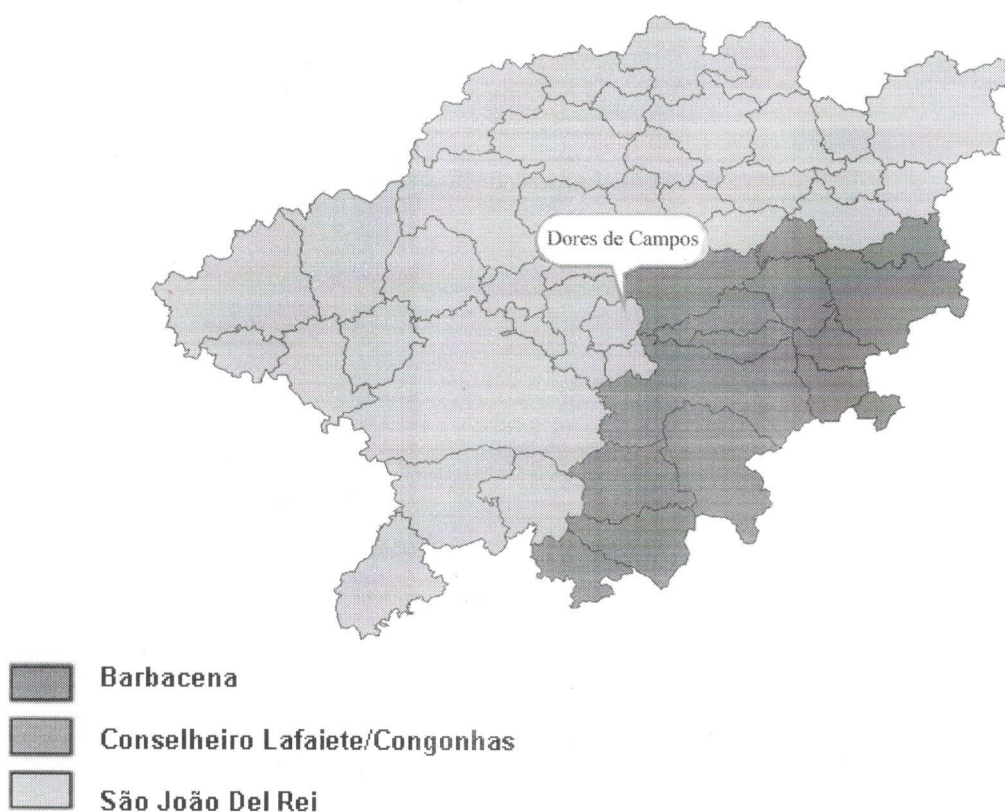 Dores de Campos
Barbacena
Conselheiro Lafaiete/Congonhas
São João Del Rei